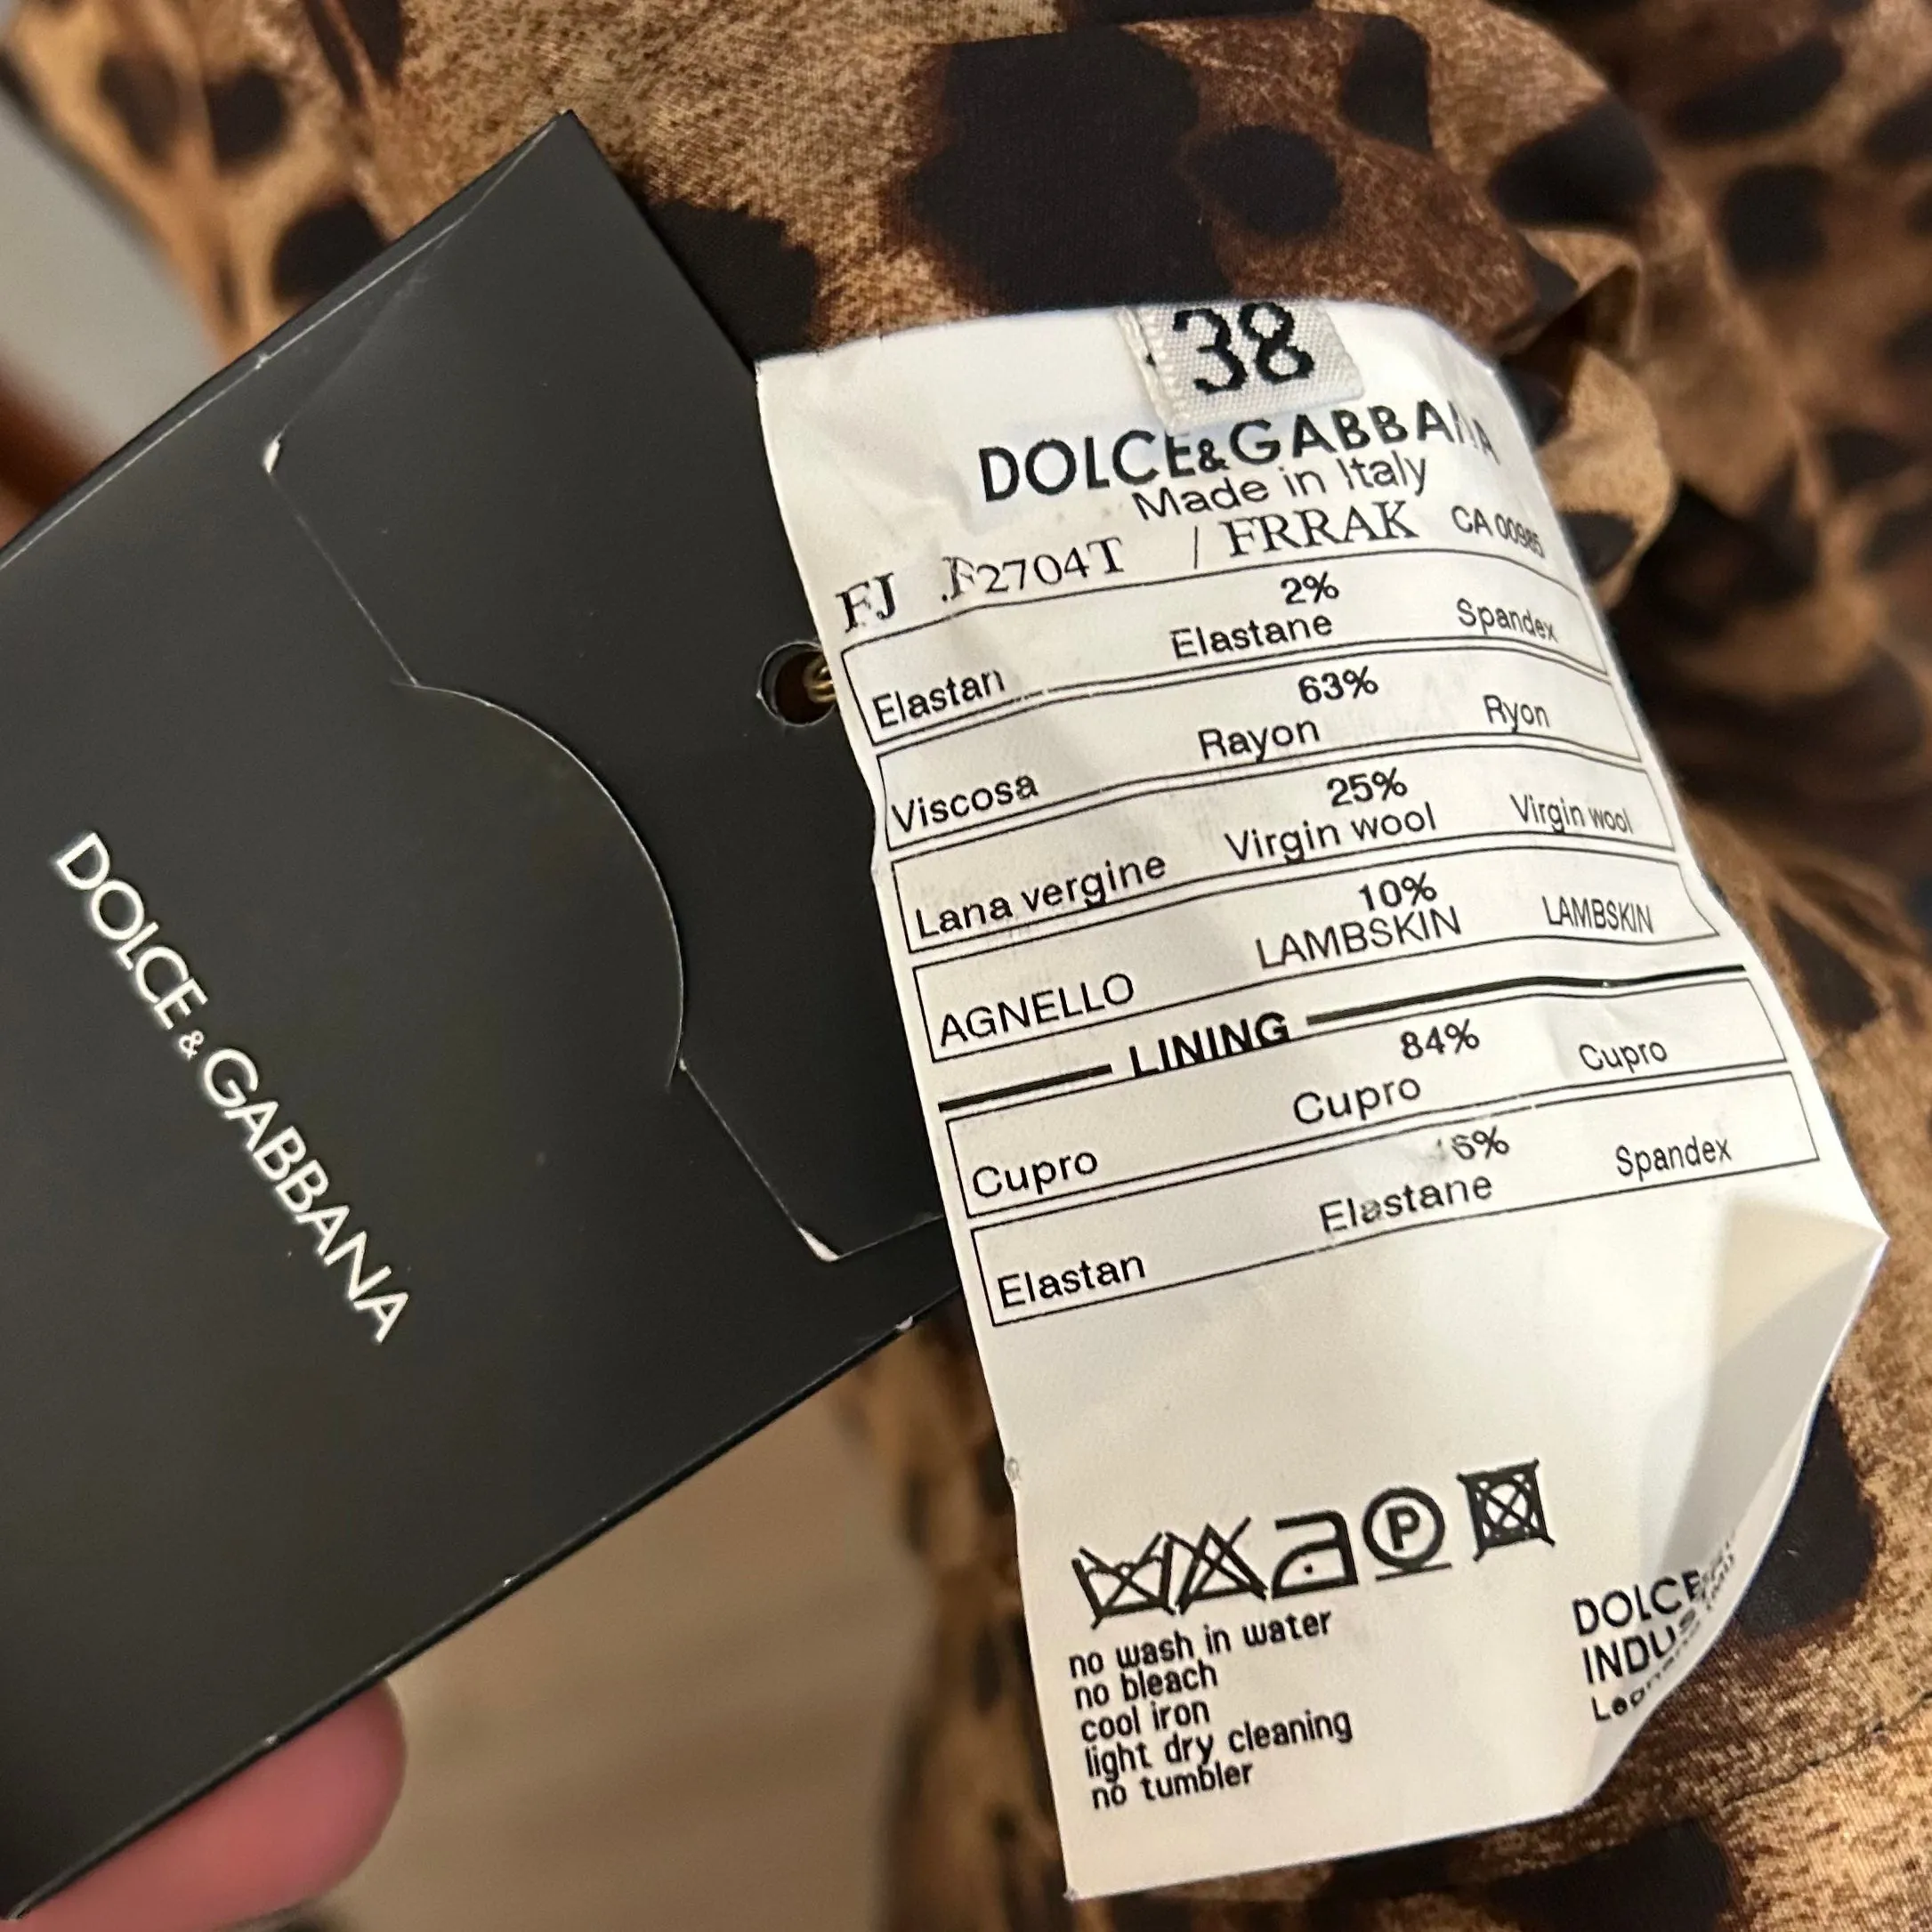 DOLCE & GABBANA
38
DOLCE&GABBANA
Made in Italy
FJ F2704T / FRRAK CA 00985
2%
Elastan Elastane Spandex
63%
Viscosa Rayon Ryon
25%
Lana vergine Virgin wool Virgin wool
10%
AGNELLO LAMBSKIN LAMBSKIN
LINING
84%
Cupro Cupro Cupro
16%
Elastan Elastane Spandex
P
no wash in water
no bleach
cool iron
light dry cleaning
no tumbler
DOLCE